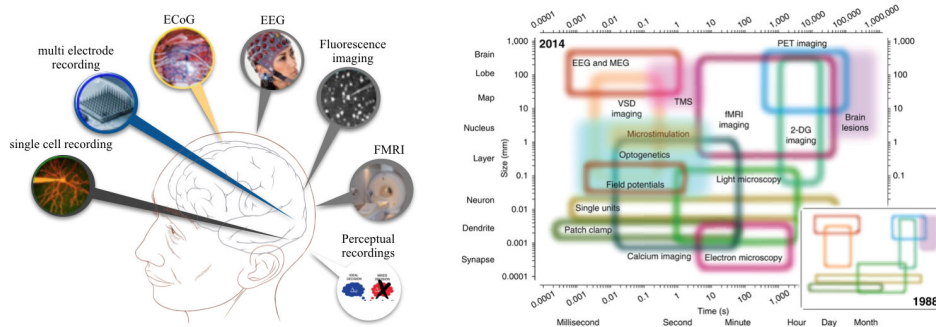 ECoG
EEG
multi electrode
recording
Fluorescence
imaging
single cell recording
FMRI
Perceptual
recordings
0.0001 0.001 0.01 0.1 1 10 100 1000 10,000 100,000 1,000,000
2014
PET imaging
Brain
Lobe
Map
Nucleus
Layer
Neuron
Dendrite
Synapse
Size (mm)
1,000
100
10
1
0.1
0.01
0.001
0.0001
EEG and MEG
VSD
imaging
TMS
fMRI
imaging
2-DG
imaging
Brain
lesions
Microstimulation
Optogenetics
Field potentials
Light microscopy
Single units
Patch clamp
Calcium imaging
Electron microscopy
1,000
100
10
1
0.1
Size (mm)
1988
0.0001 0.001 0.01 0.1 1 10 100 1000
Time (s)
Millisecond Second Minute Hour Day Month